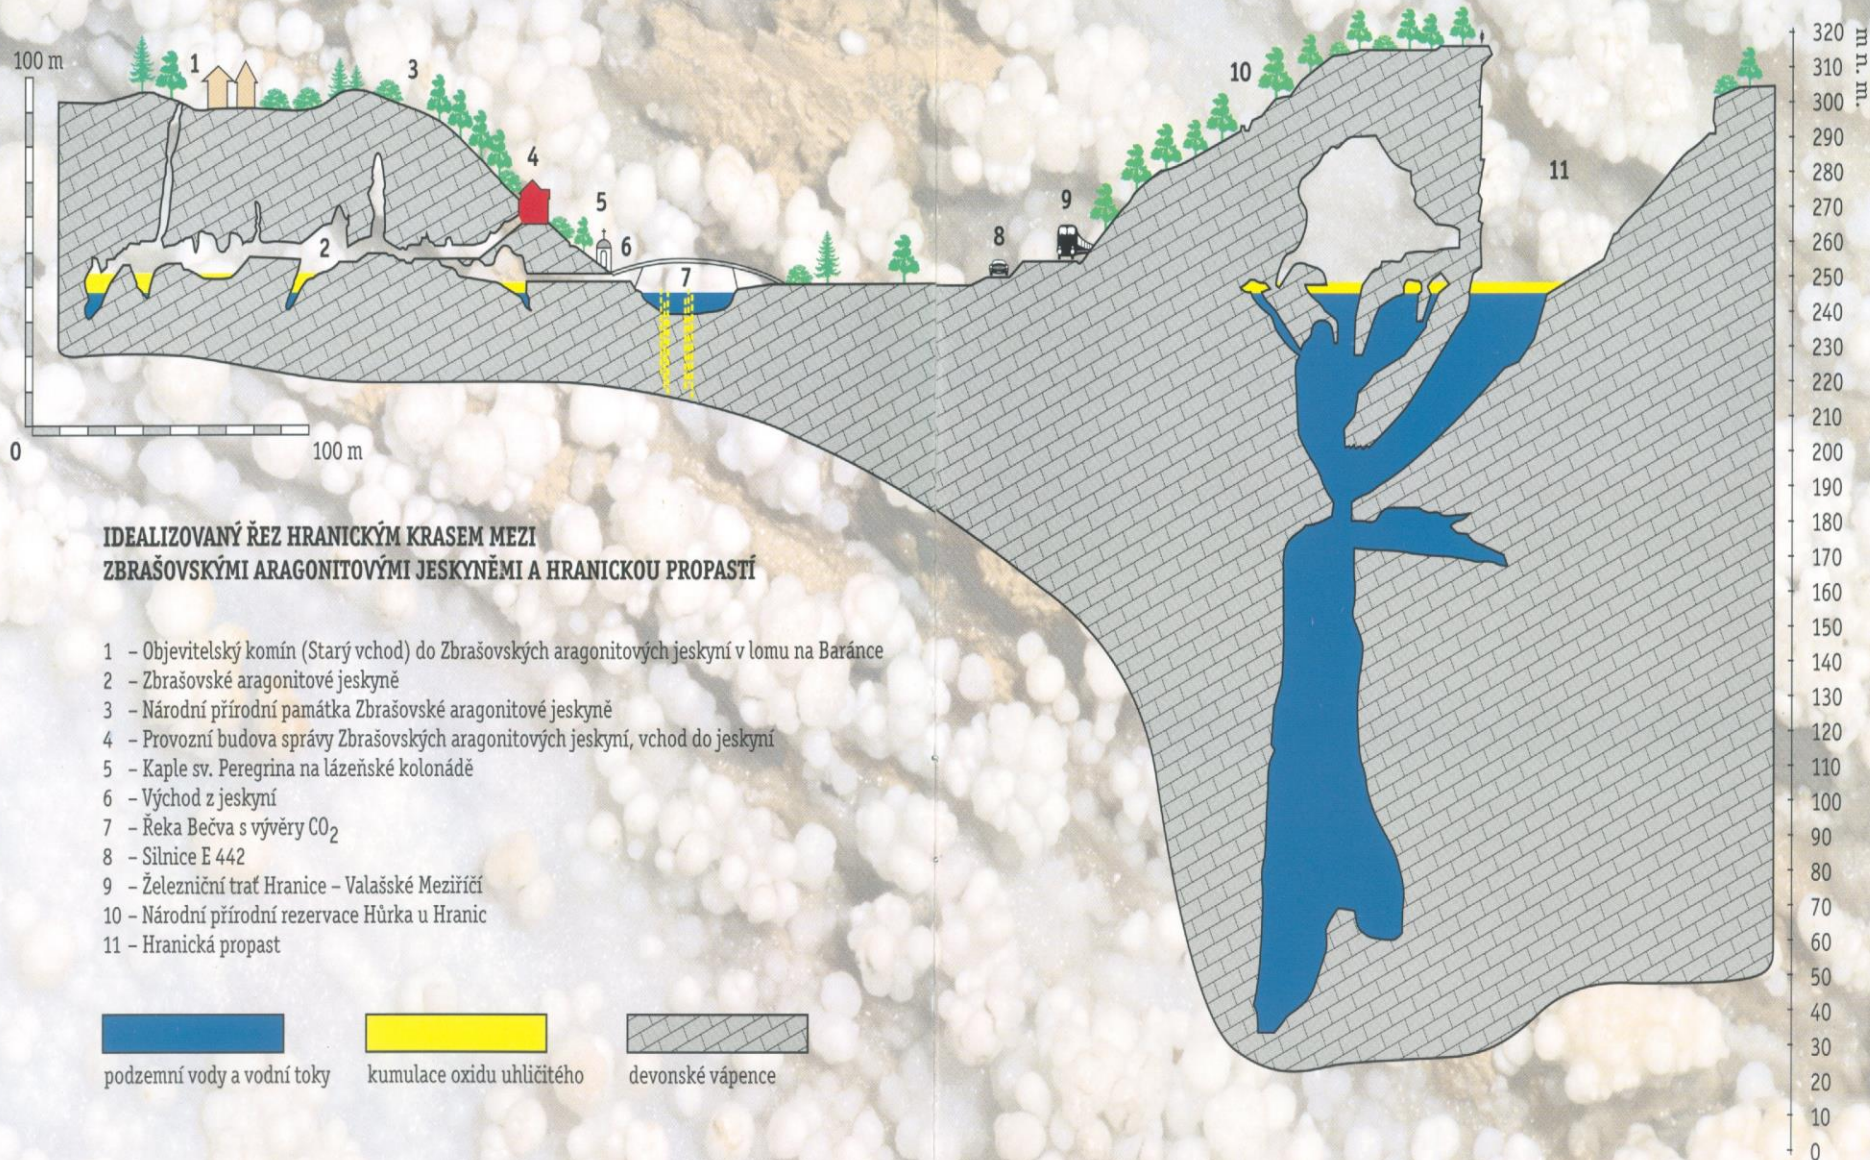 100 m
0
100 m
1
2
3
4
5
6
7
8
9
10
11
320
310
300
290
280
270
260
250
240
230
220
210
200
190
180
170
160
150
140
130
120
110
100
90
80
70
60
50
40
30
20
10
0
m n. m.
IDEALIZOVANÝ ŘEZ HRANICKÝM KRASEM MEZI
ZBRAŠOVSKÝMI ARAGONITOVÝMI JESKYNĚMI A HRANICKOU PROPASTÍ
1 – Objevitelský komín (Starý vchod) do Zbrašovských aragonitových jeskyní v lomu na Baránce
2 – Zbrašovské aragonitové jeskyně
3 – Národní přírodní památka Zbrašovské aragonitové jeskyně
4 – Provozní budova správy Zbrašovských aragonitových jeskyní, vchod do jeskyní
5 – Kaple sv. Peregrina na lázeňské kolonádě
6 – Východ z jeskyní
7 – Řeka Bečva s vývěry CO₂
8 – Silnice E 442
9 – Železniční trať Hranice – Valašské Meziříčí
10 – Národní přírodní rezervace Hůrka u Hranic
11 – Hranická propast
podzemní vody a vodní toky
kumulace oxidu uhličitého
devonské vápence